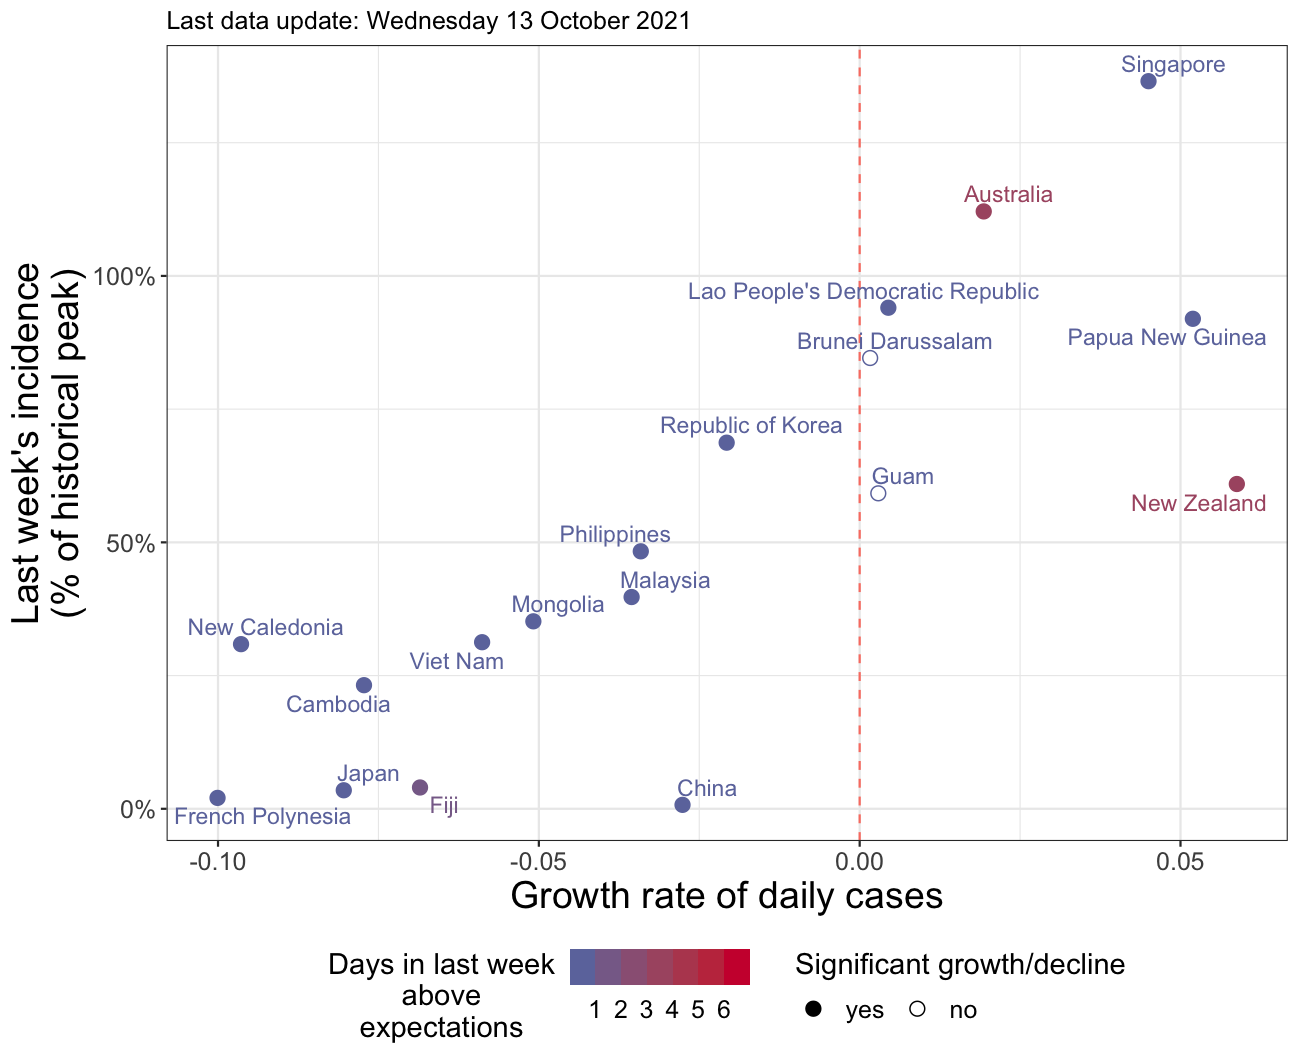 Last data update: Wednesday 13 October 2021
Singapore
Australia
100%
Lao People's Democratic Republic
Papua New Guinea
Brunei Darussalam
Republic of Korea
Guam
New Zealand
50%
Philippines
Malaysia
Mongolia
New Caledonia
Viet Nam
Cambodia
Japan
Fiji
China
0%
French Polynesia
Last week's incidence
(% of historical peak)
-0.10 -0.05 0.00 0.05
Growth rate of daily cases
Days in last week
above
expectations
1 2 3 4 5 6
Significant growth/decline
yes no